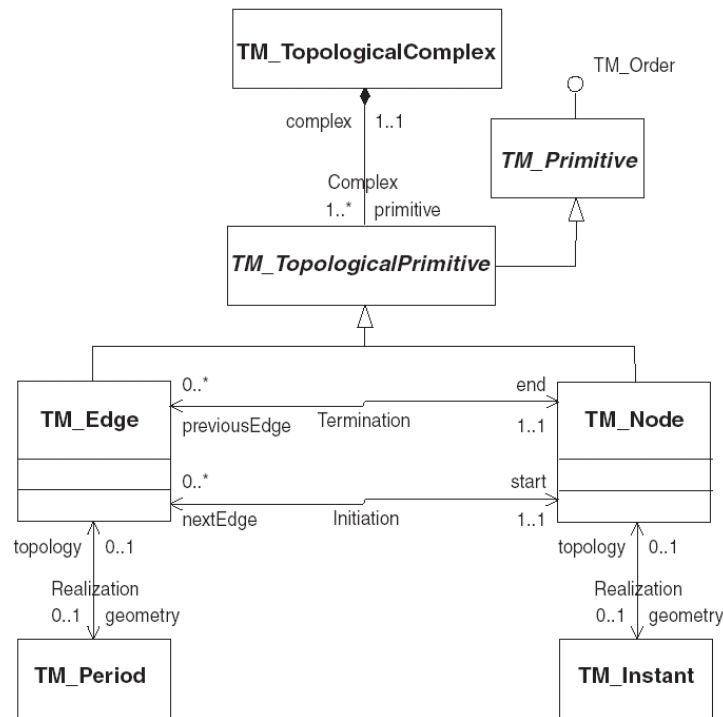 TM_TopologicalComplex
TM_Order
complex 1..1
TM_Primitive
Complex
1..* primitive
TM_TopologicalPrimitive
0..* end
TM_Edge
TM_Node
previousEdge Termination 1..1
0..* start
nextEdge Initiation 1..1
topology 0..1
topology 0..1
Realization
Realization
0..1 geometry
0..1 geometry
TM_Period
TM_Instant